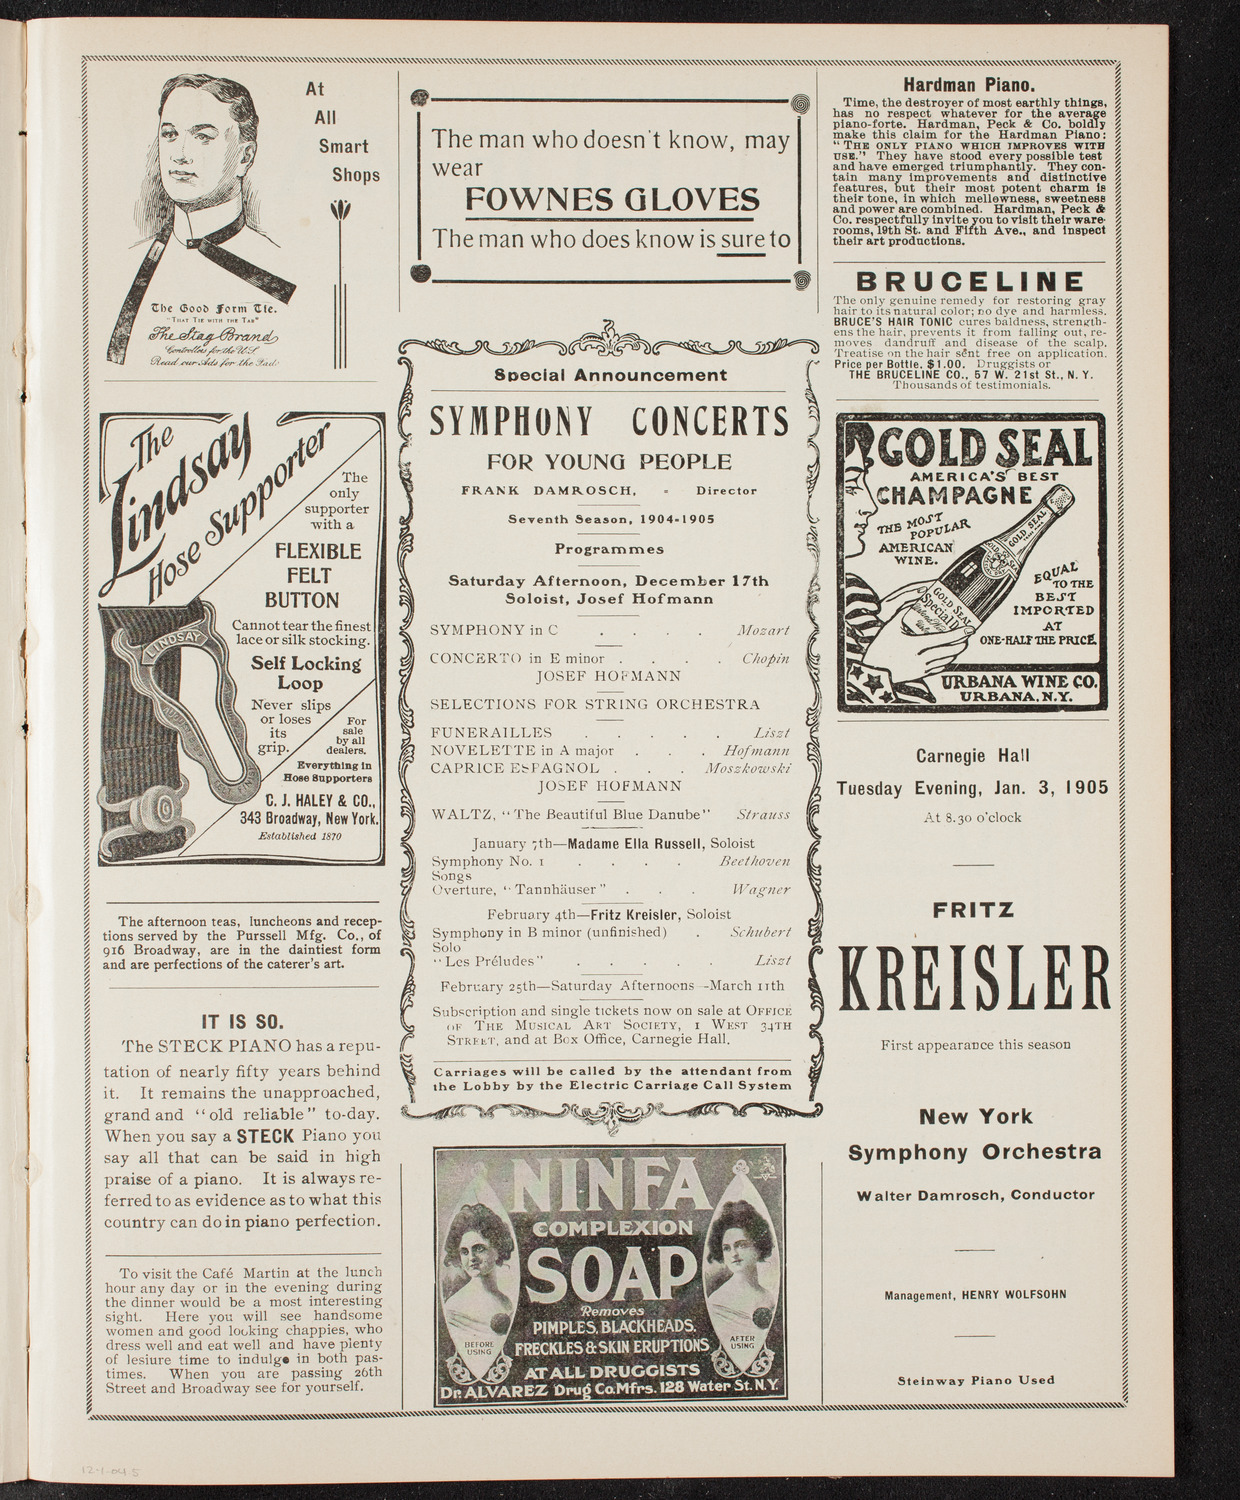 At
All
Smart
Shops
The Good Form Tie.
"THAT TIE WITH THE TAB"
The Stag Brand
Controllers for the U.S.
Read our Ads for the Fad.
The
Lindsay
Hose Supporter
The
only
supporter
with a
FLEXIBLE
FELT
BUTTON
Cannot tear the finest
lace or silk stocking.
Self Locking
Loop
Never slips
or loses
its
grip.
For
sale
by all
dealers.
Everything in
Hose Supporters
C. J. HALEY & CO.,
343 Broadway, New York.
Established 1870
LINDSAY
The afternoon teas, luncheons and recep-
tions served by the Purssell Mfg. Co., of
916 Broadway, are in the daintiest form
and are perfections of the caterer's art.
IT IS SO.
The STECK PIANO has a repu-
tation of nearly fifty years behind
it. It remains the unapproached,
grand and "old reliable" to-day.
When you say a STECK Piano you
say all that can be said in high
praise of a piano. It is always re-
ferred to as evidence as to what this
country can do in piano perfection.
To visit the Café Martin at the lunch
hour any day or in the evening during
the dinner would be a most interesting
sight. Here you will see handsome
women and good looking chappies, who
dress well and eat well and have plenty
of lesiure time to indulge in both pas-
times. When you are passing 26th
Street and Broadway see for yourself.
The man who doesn't know, may
wear
FOWNES GLOVES
The man who does know is sure to
Special Announcement
SYMPHONY CONCERTS
FOR YOUNG PEOPLE
FRANK DAMROSCH, - Director
Seventh Season, 1904-1905
Programmes
Saturday Afternoon, December 17th
Soloist, Josef Hofmann
SYMPHONY in C . . . . Mozart
CONCERTO in E minor . . . . Chopin
JOSEF HOFMANN
SELECTIONS FOR STRING ORCHESTRA
FUNERAILLES . . . . . Liszt
NOVELETTE in A major . . . Hofmann
CAPRICE ESPAGNOL . . . Moszkowski
JOSEF HOFMANN
WALTZ, "The Beautiful Blue Danube" Strauss
January 7th—Madame Ella Russell, Soloist
Symphony No. 1 . . . . Beethoven
Songs
Overture, "Tannhäuser" . . . Wagner
February 4th—Fritz Kreisler, Soloist
Symphony in B minor (unfinished) . Schubert
Solo
"Les Préludes" . . . . . Liszt
February 25th—Saturday Afternoons—March 11th
Subscription and single tickets now on sale at OFFICE
OF THE MUSICAL ART SOCIETY, 1 WEST 34TH
STREET, and at Box Office, Carnegie Hall.
Carriages will be called by the attendant from
the Lobby by the Electric Carriage Call System
NINFA
COMPLEXION
SOAP
Removes
PIMPLES, BLACKHEADS,
FRECKLES & SKIN ERUPTIONS
BEFORE
USING
AFTER
USING
AT ALL DRUGGISTS
Dr. ALVAREZ Drug Co. Mfrs. 128 Water St. N.Y.
Hardman Piano.
Time, the destroyer of most earthly things,
has no respect whatever for the average
piano-forte. Hardman, Peck & Co. boldly
make this claim for the Hardman Piano:
"THE ONLY PIANO WHICH IMPROVES WITH
USE." They have stood every possible test
and have emerged triumphantly. They con-
tain many improvements and distinctive
features, but their most potent charm is
their tone, in which mellowness, sweetness
and power are combined. Hardman, Peck &
Co. respectfully invite you to visit their ware-
rooms, 19th St. and Fifth Ave., and inspect
their art productions.
BRUCELINE
The only genuine remedy for restoring gray
hair to its natural color; no dye and harmless.
BRUCE'S HAIR TONIC cures baldness, strength-
ens the hair, prevents it from falling out, re-
moves dandruff and disease of the scalp.
Treatise on the hair sent free on application.
Price per Bottle, $1.00. Druggists or
THE BRUCELINE CO., 57 W. 21st St., N. Y.
Thousands of testimonials.
GOLD SEAL
AMERICA'S BEST
CHAMPAGNE
THE MOST
POPULAR
AMERICAN
WINE.
GOLD SEAL
GOLD SEAL
Special Dry
EQUAL
TO THE
BEST
IMPORTED
AT
ONE-HALF THE PRICE
URBANA WINE CO.
URBANA, N.Y.
Carnegie Hall
Tuesday Evening, Jan. 3, 1905
At 8.30 o'clock
FRITZ
KREISLER
First appearance this season
New York
Symphony Orchestra
Walter Damrosch, Conductor
Management, HENRY WOLFSOHN
Steinway Piano Used
12-1-04 S